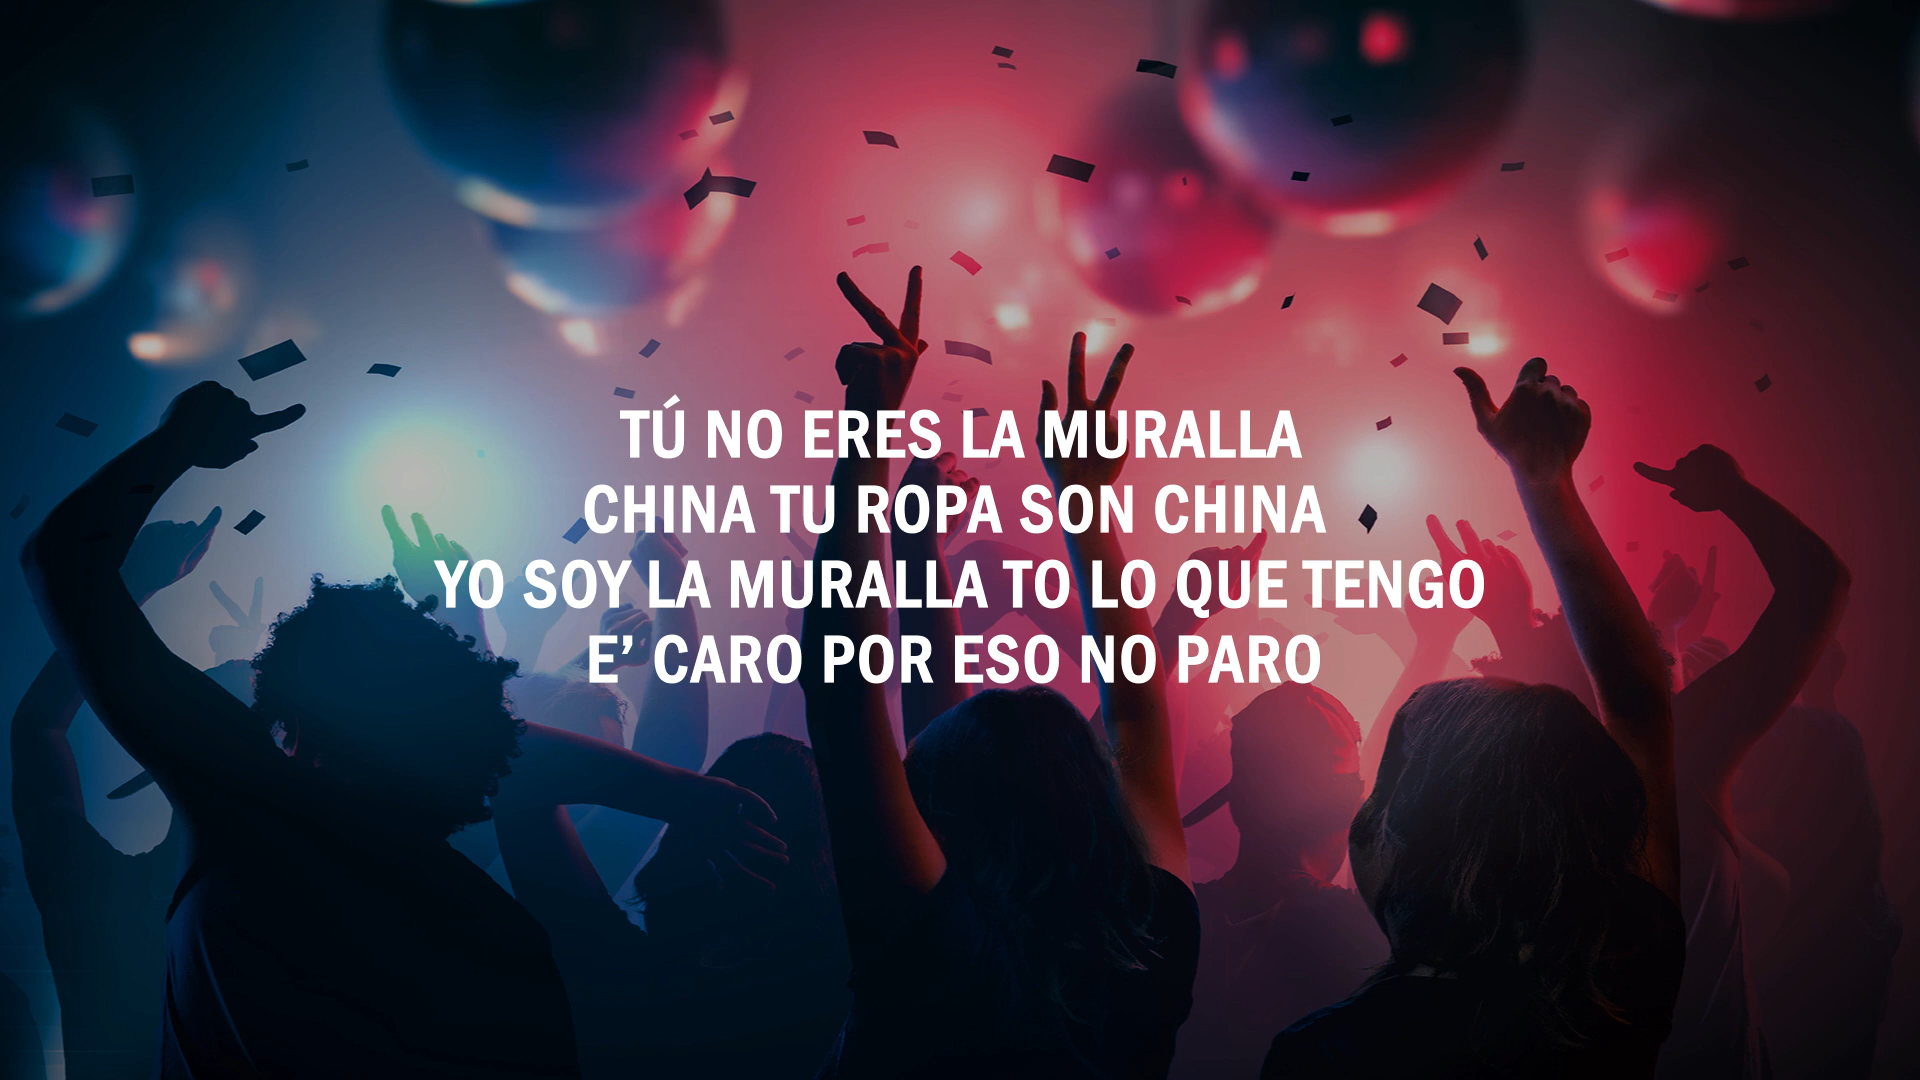 TÚ NO ERES LA MURALLA
CHINA TU ROPA SON CHINA
YO SOY LA MURALLA TO LO QUE TENGO
E’ CARO POR ESO NO PARO